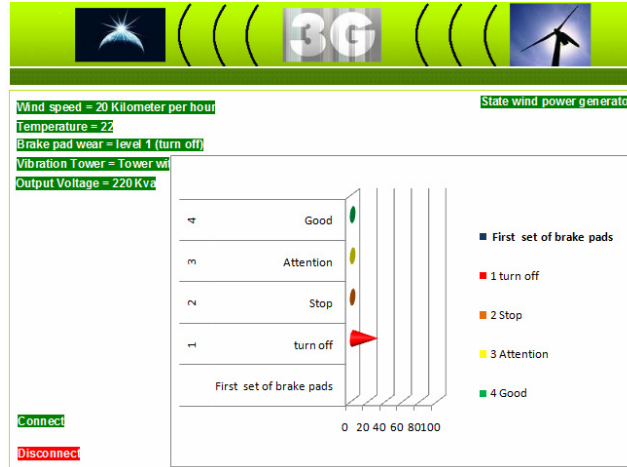 3G
Wind speed = 20 Kilometer per hour
State wind power generato
Temperature = 22
Brake pad wear = level 1 (turn off)
Vibration Tower = Tower wi
Output Voltage = 220 Kva
4 Good
3 Attention
2 Stop
1 turn off
First set of brake pads
0 20 40 60 80 100
First set of brake pads
1 turn off
2 Stop
3 Attention
4 Good
Connect
Disconnect